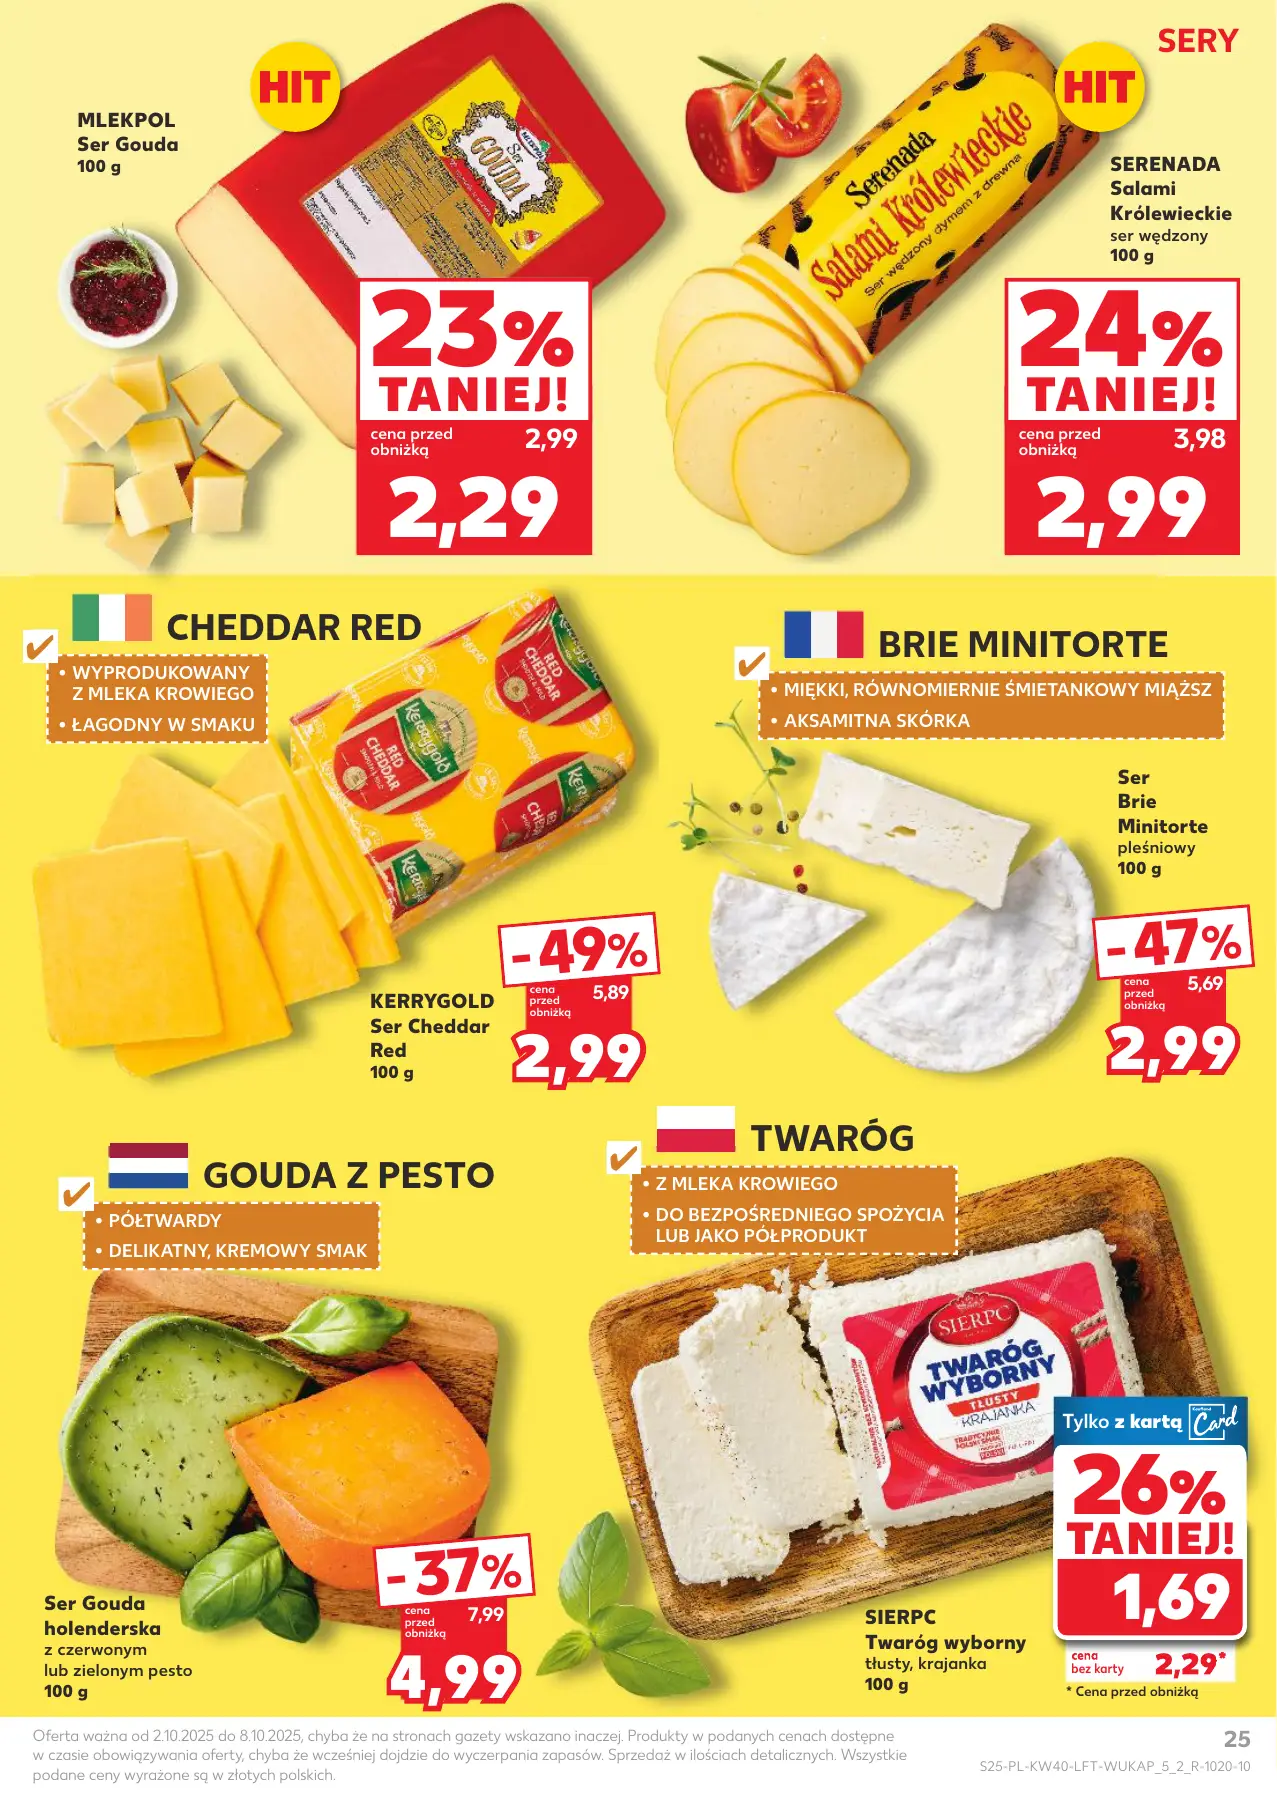 SERY
HIT
MLEKPOL
Ser Gouda
100 g
MLEKPOL
Ser
GOUDA
23%
TANIEJ!
cena przed
obniżką
2,99
2,29
HIT
SERENADA
Salami
Królewieckie
ser wędzony
100 g
Serenada
Salami Królewieckie
Ser wędzony dymem z drewna
24%
TANIEJ!
cena przed
obniżką
3,98
2,99
CHEDDAR RED
• WYPRODUKOWANY
Z MLEKA KROWIEGO
• ŁAGODNY W SMAKU
Kerrygold
RED
CHEDDAR
KERRYGOLD
Ser Cheddar
Red
100 g
-49%
cena
przed
obniżką
5,89
2,99
BRIE MINITORTE
• MIĘKKI, RÓWNOMIERNIE ŚMIETANKOWY MIĄŻSZ
• AKSAMITNA SKÓRKA
Ser
Brie
Minitorte
pleśniowy
100 g
-47%
cena
przed
obniżką
5,69
2,99
GOUDA Z PESTO
• PÓŁTWARDY
• DELIKATNY, KREMOWY SMAK
Ser Gouda
holenderska
z czerwonym
lub zielonym pesto
100 g
-37%
cena
przed
obniżką
7,99
4,99
TWARÓG
• Z MLEKA KROWIEGO
• DO BEZPOŚREDNIEGO SPOŻYCIA
LUB JAKO PÓŁPRODUKT
SIERPC
TWARÓG
WYBORNY
TŁUSTY
KRAJANKA
SIERPC
Twaróg wyborny
tłusty, krajanka
100 g
Tylko z kartą
Kaufland
Card
26%
TANIEJ!
1,69
cena
bez karty
2,29*
* Cena przed obniżką
Oferta ważna od 2.10.2025 do 8.10.2025, chyba że na stronach gazety wskazano inaczej. Produkty w podanych cenach dostępne
w czasie obowiązywania oferty, chyba że wcześniej dojdzie do wyczerpania zapasów. Sprzedaż w ilościach detalicznych. Wszystkie
podane ceny wyrażone są w złotych polskich.
25
S25-PL-KW40-LFT-WUKAP_5_2_R-1020-10